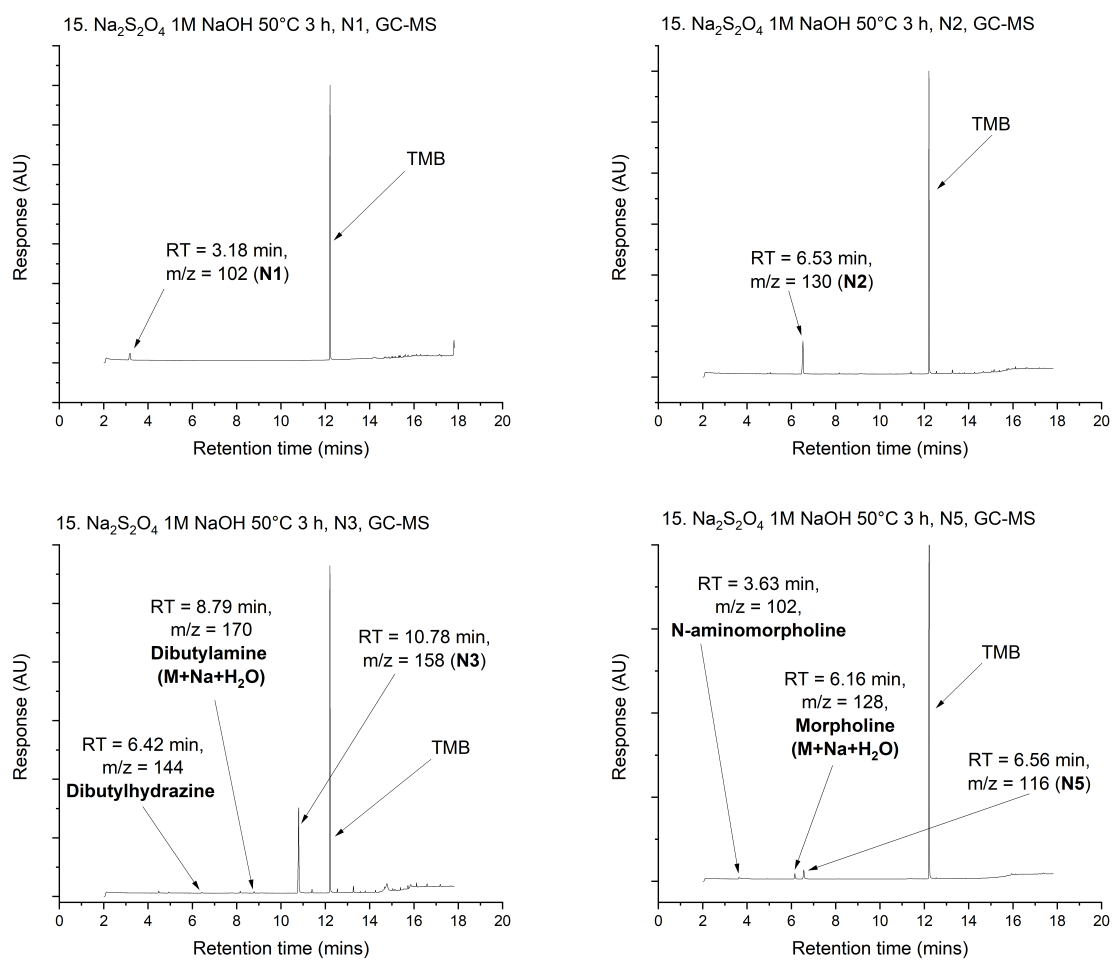 15. Na₂S₂O₄ 1M NaOH 50°C 3 h, N1, GC-MS
Response (AU)
TMB
RT = 3.18 min,
m/z = 102 (N1)
0 2 4 6 8 10 12 14 16 18 20
Retention time (mins)
15. Na₂S₂O₄ 1M NaOH 50°C 3 h, N2, GC-MS
Response (AU)
TMB
RT = 6.53 min,
m/z = 130 (N2)
0 2 4 6 8 10 12 14 16 18 20
Retention time (mins)
15. Na₂S₂O₄ 1M NaOH 50°C 3 h, N3, GC-MS
Response (AU)
RT = 8.79 min,
m/z = 170
Dibutylamine
(M+Na+H₂O)
RT = 10.78 min,
m/z = 158 (N3)
RT = 6.42 min,
m/z = 144
Dibutylhydrazine
TMB
0 2 4 6 8 10 12 14 16 18 20
Retention time (mins)
15. Na₂S₂O₄ 1M NaOH 50°C 3 h, N5, GC-MS
Response (AU)
RT = 3.63 min,
m/z = 102,
N-aminomorpholine
TMB
RT = 6.16 min,
m/z = 128,
Morpholine
(M+Na+H₂O)
RT = 6.56 min,
m/z = 116 (N5)
0 2 4 6 8 10 12 14 16 18 20
Retention time (mins)